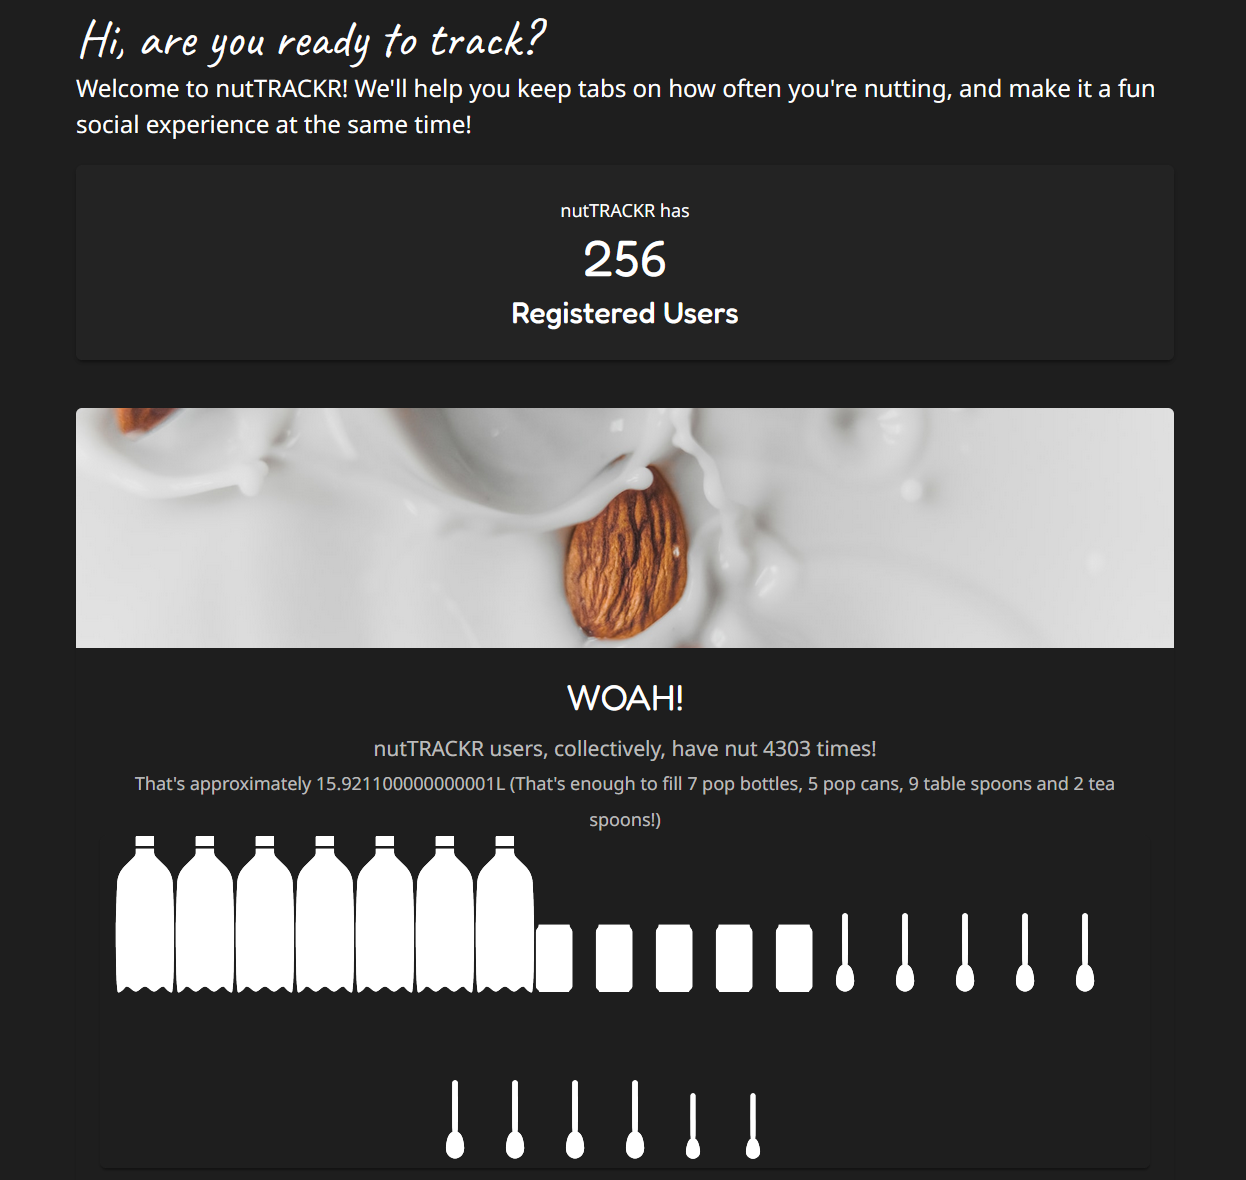 Hi, are you ready to track?
Welcome to nutTRACKR! We'll help you keep tabs on how often you're nutting, and make it a fun
social experience at the same time!
nutTRACKR has
256
Registered Users
WOAH!
nutTRACKR users, collectively, have nut 4303 times!
That's approximately 15.921100000000001L (That's enough to fill 7 pop bottles, 5 pop cans, 9 table spoons and 2 tea
spoons!)